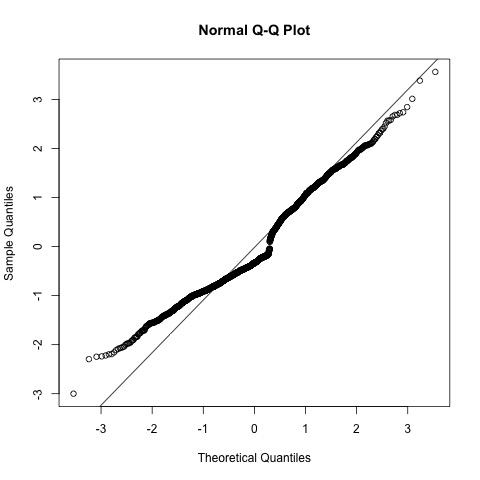 Normal Q-Q Plot
Sample Quantiles
3
2
1
0
-1
-2
-3
-3 -2 -1 0 1 2 3
Theoretical Quantiles